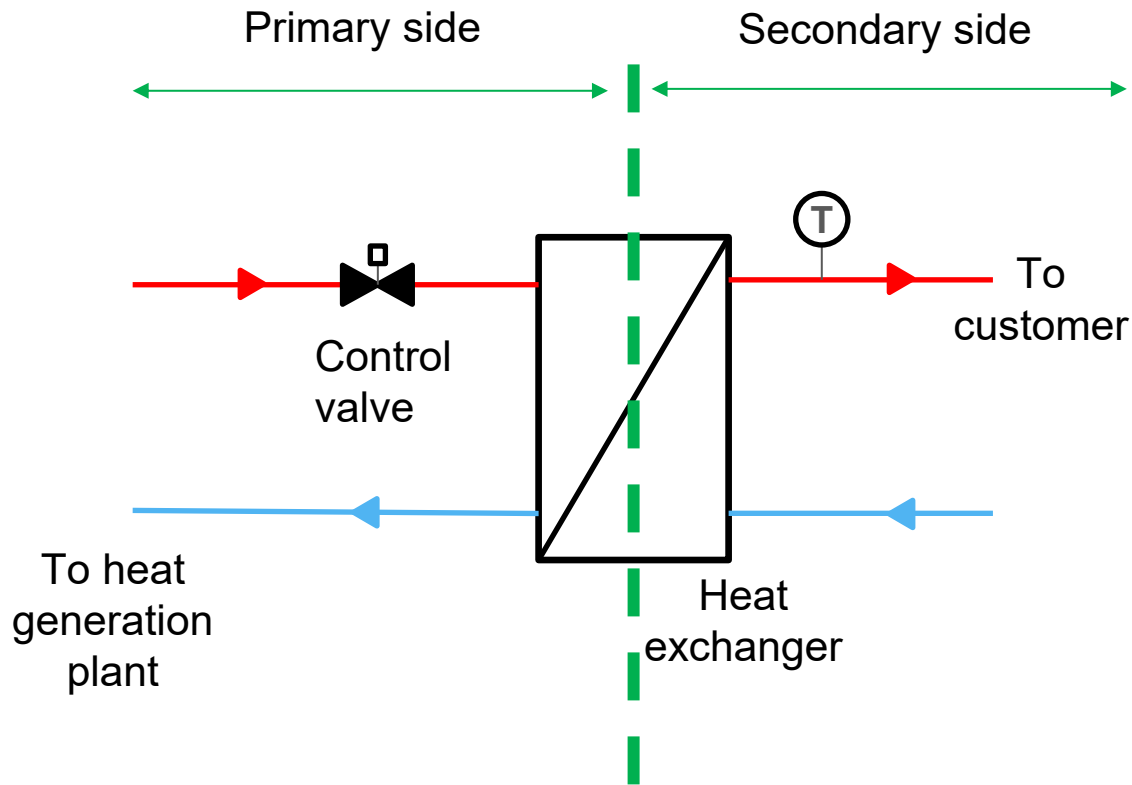 Primary side
Secondary side
T
To
customer
Control
valve
To heat
generation
plant
Heat
exchanger